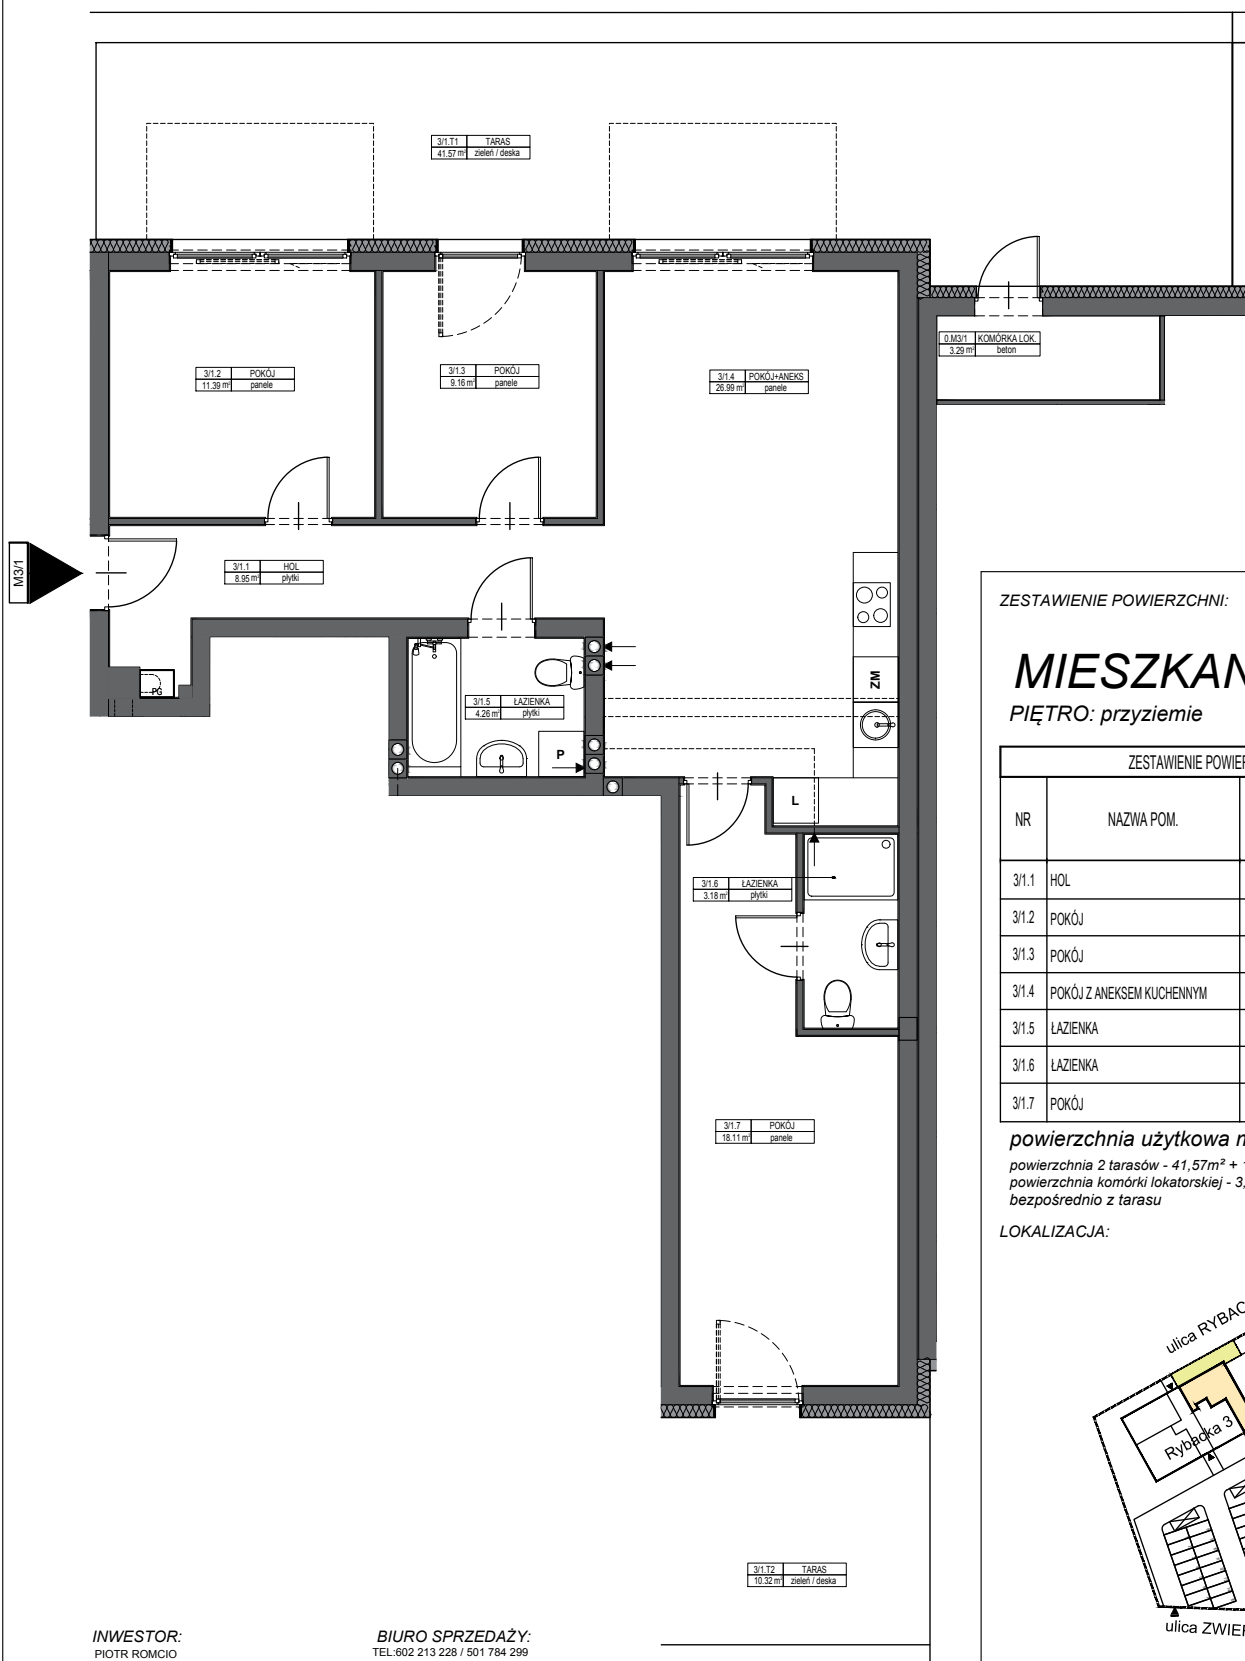 3/1.T1 TARAS
41.57 m² zieleń / deska
0.M3/1 KOMÓRKA LOK.
3.29 m² beton
3/1.2 POKÓJ
11.39 m² panele
3/1.3 POKÓJ
9.16 m² panele
3/1.4 POKÓJ+ANEKS
26.99 m² panele
M3/1
3/1.1 HOL
8.95 m² płytki
PG
3/1.5 ŁAZIENKA
4.26 m² płytki
P
ZM
L
3/1.6 ŁAZIENKA
3.18 m² płytki
3/1.7 POKÓJ
18.11 m² panele
3/1.T2 TARAS
10.32 m² zieleń / deska
ZESTAWIENIE POWIERZCHNI:
MIESZKAN
PIĘTRO: przyziemie
ZESTAWIENIE POWIER
NR NAZWA POM.
3/1.1 HOL
3/1.2 POKÓJ
3/1.3 POKÓJ
3/1.4 POKÓJ Z ANEKSEM KUCHENNYM
3/1.5 ŁAZIENKA
3/1.6 ŁAZIENKA
3/1.7 POKÓJ
powierzchnia użytkowa
powierzchnia 2 tarasów - 41,57m² +
powierzchnia komórki lokatorskiej - 3,
bezpośrednio z tarasu
LOKALIZACJA:
ulica RYBAC
Rybacka 3
ulica ZWIER
INWESTOR:
PIOTR ROMCIO
BIURO SPRZEDAŻY:
TEL:602 213 228 / 501 784 299